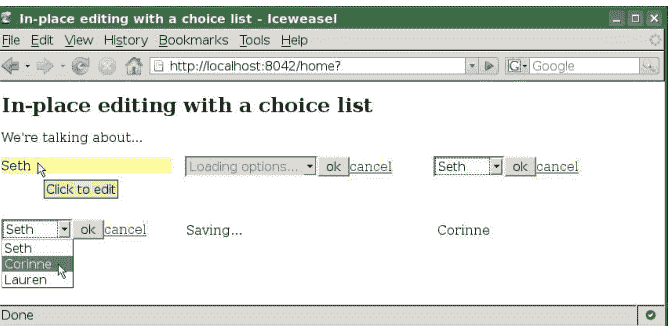 In-place editing with a choice list - Iceweasel
File Edit View History Bookmarks Tools Help
http://localhost:8042/home? G Google
In-place editing with a choice list
We're talking about...
Seth Loading options... ok cancel Seth ok cancel
Click to edit
Seth ok cancel Saving... Corinne
Seth
Corinne
Lauren
Done